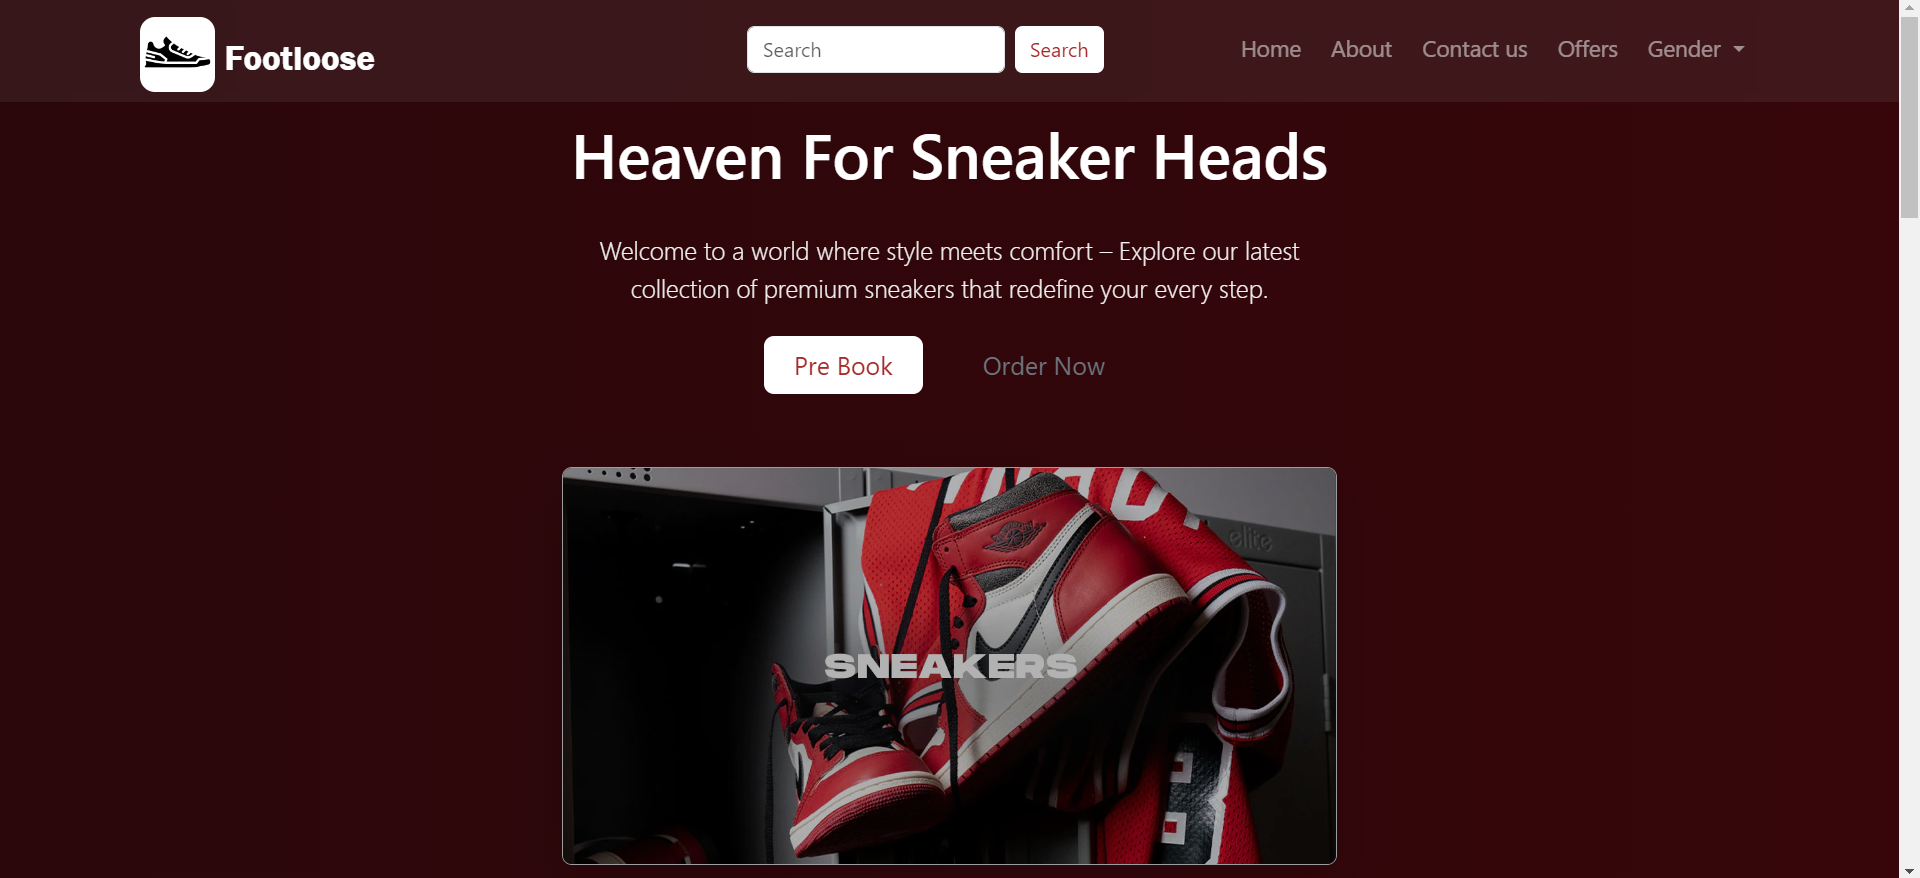 Footloose
Search
Search
Home
About
Contact us
Offers
Gender
Heaven For Sneaker Heads
Welcome to a world where style meets comfort – Explore our latest
collection of premium sneakers that redefine your every step.
Pre Book
Order Now
elite
SNEAKERS